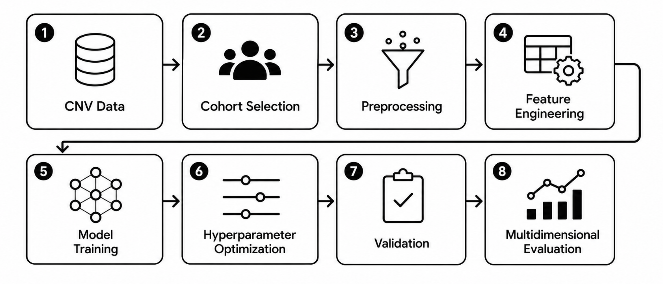 1
CNV Data
2
Cohort Selection
3
Preprocessing
4
Feature
Engineering
5
Model
Training
6
Hyperparameter
Optimization
7
Validation
8
Multidimensional
Evaluation